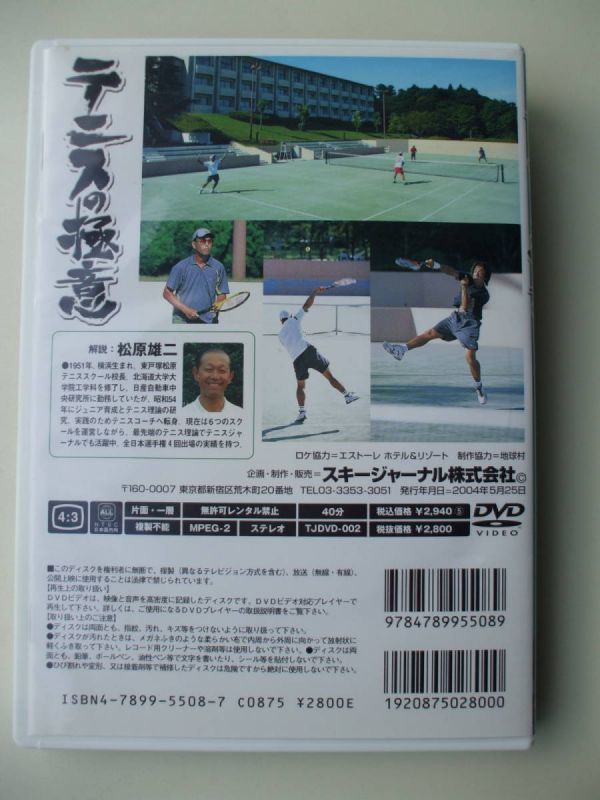 テニスの極意
解説：松原雄二
●1951年、横浜生まれ、東戸塚松原
テニススクール校長。北海道大学大
学院工学科を修了し、日産自動車中
央研究所に勤務していたが、昭和54
年にジュニア育成とテニス理論の研
究、実践のためテニスコーチへ転身。現在は6つのスク
ールを運営しながら、最先端のテニス理論でテニスジャ
ーナルでも活躍中。全日本選手権4回出場の実績を持つ。
ロケ協力＝エストーレ ホテル&リゾート 制作協力＝地球村
企画・制作・販売＝スキージャーナル株式会社©
〒160-0007 東京都新宿区荒木町20番地 TEL03-3353-3051 発行年月日＝2004年5月25日
4:3
ALL
NTSC
日本国内向
片面・一層 無許可レンタル禁止 40分 税込価格 ￥2,940 ⑤
複製不能 MPEG-2 ステレオ TJDVD-002 税抜価格 ￥2,800
DVD
VIDEO
■このディスクを権利者に無断で、複製（異なるテレビジョン方式を含む）、放送（無線・有線）、
公開上映に使用することは法律で禁じられています。
【再生上の取り扱い】
DVDビデオは、映像と音声を高密度に記録したディスクです。DVDビデオ対応プレイヤーで
再生して下さい。詳しくは、ご使用になるDVDプレイヤーの取扱説明書をご覧下さい。
【取り扱い上のご注意】
●ディスクは両面とも、指紋、汚れ、キズ等をつけないように取り扱って下さい。
●ディスクが汚れたときは、メガネふきのような柔らかい布で内周から外周に向かって放射状に
軽くふき取って下さい。レコード用クリーナーや溶剤等は使用しないで下さい。●ディスクは両
面とも、鉛筆、ボールペン、油性ペン等で文字を書いたり、シール等を貼付しないで下さい。
●ひび割れや変形、又は接着剤等で補修したディスクは危険ですから絶対に使用しないで下さい。
9784789955089
1920875028000
ISBN4-7899-5508-7 C0875 ¥2800E